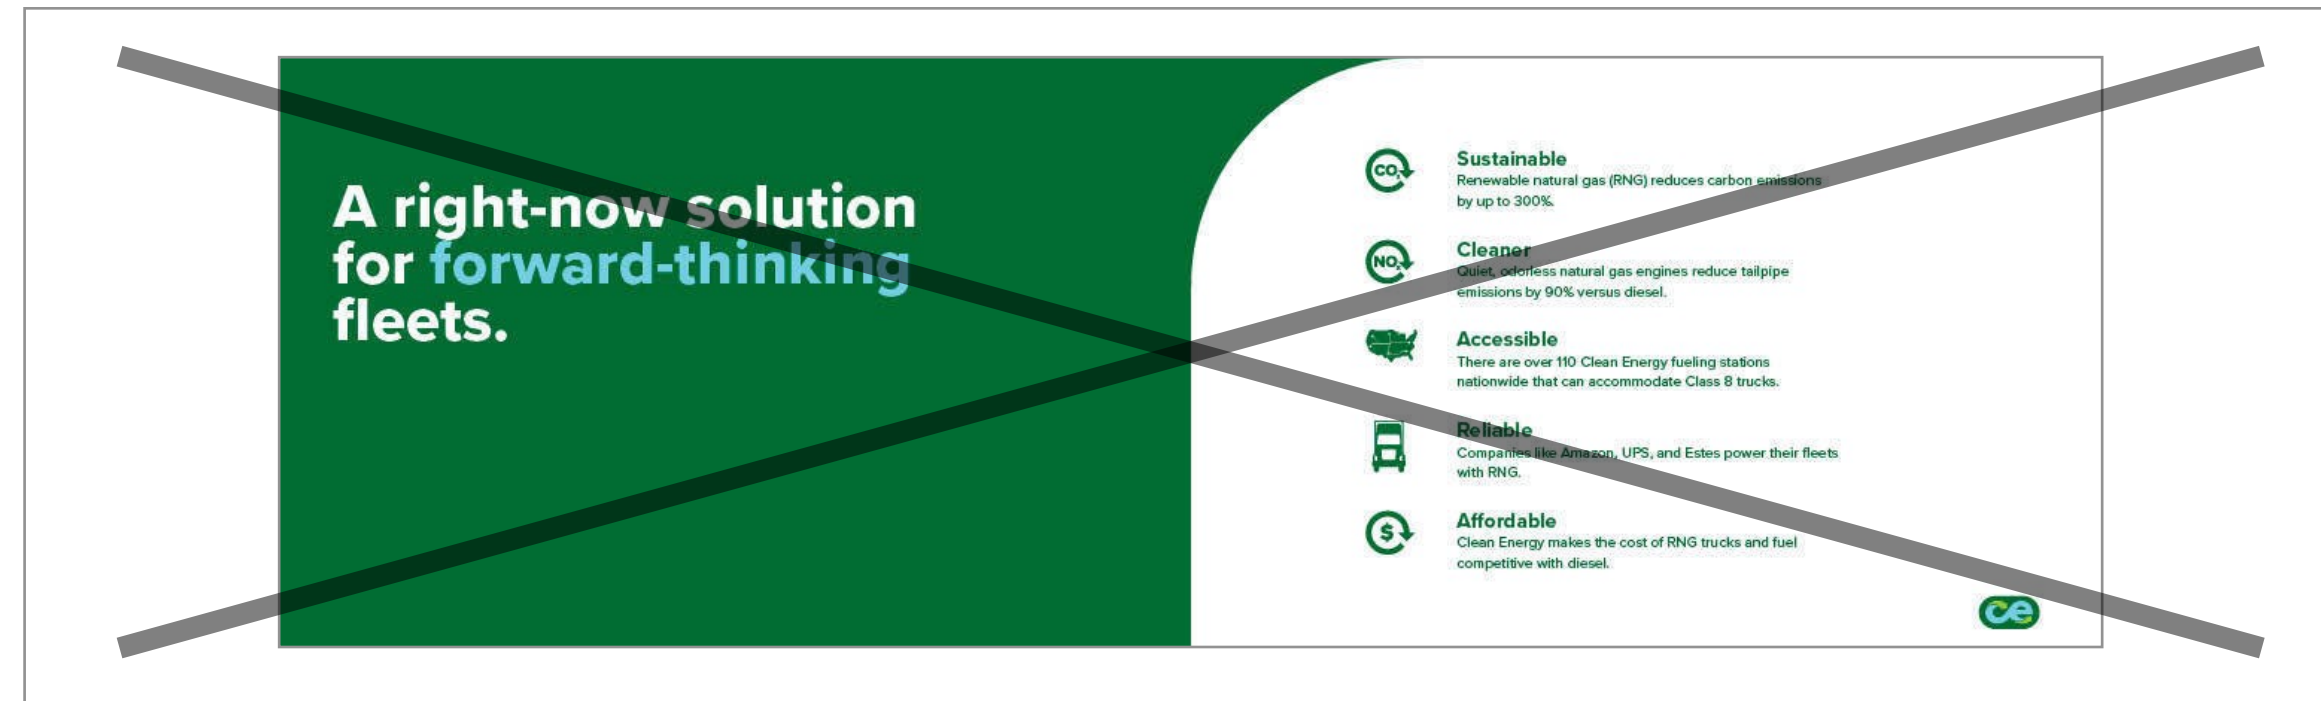 A right-now solution
for forward-thinking
fleets.
CO2
Sustainable
Renewable natural gas (RNG) reduces carbon emissions
by up to 300%.
NOx
Cleaner
Quiet, odorless natural gas engines reduce tailpipe
emissions by 90% versus diesel.
Accessible
There are over 110 Clean Energy fueling stations
nationwide that can accommodate Class 8 trucks.
Reliable
Companies like Amazon, UPS, and Estes power their fleets
with RNG.
$
Affordable
Clean Energy makes the cost of RNG trucks and fuel
competitive with diesel.
ce